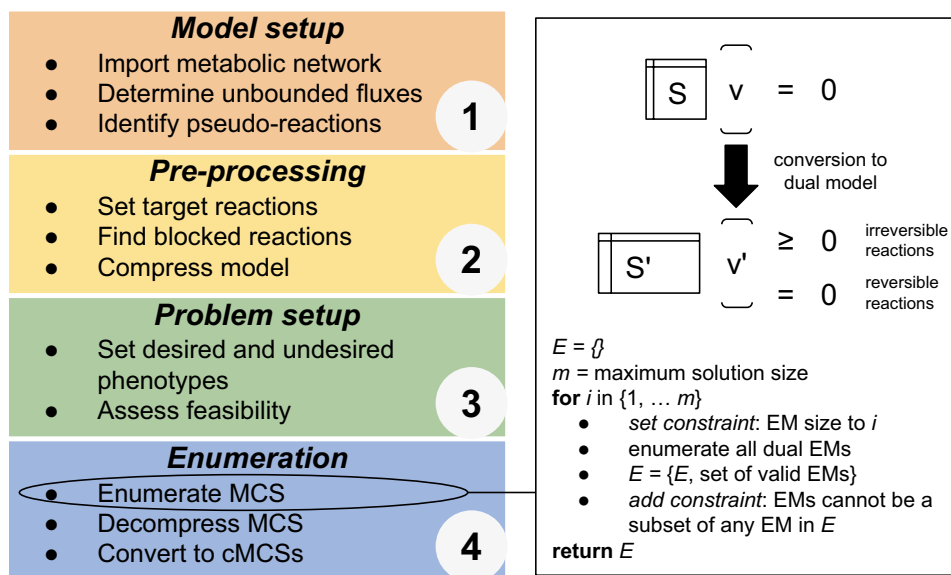 Model setup
● Import metabolic network
● Determine unbounded fluxes
● Identify pseudo-reactions
1
Pre-processing
● Set target reactions
● Find blocked reactions
● Compress model
2
Problem setup
● Set desired and undesired
phenotypes
● Assess feasibility
3
Enumeration
● Enumerate MCS
● Decompress MCS
● Convert to cMCSs
4
S v = 0
conversion to
dual model
S' v' ≥ 0 irreversible
reactions
= 0 reversible
reactions
E = {}
m = maximum solution size
for i in {1, … m}
● set constraint: EM size to i
● enumerate all dual EMs
● E = {E, set of valid EMs}
● add constraint: EMs cannot be a
subset of any EM in E
return E